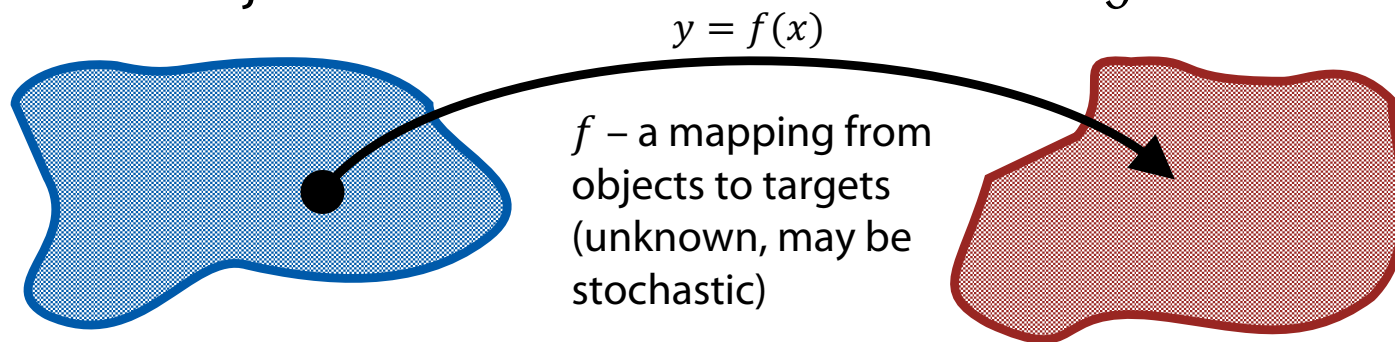 y = f(x)
f – a mapping from
objects to targets
(unknown, may be
stochastic)